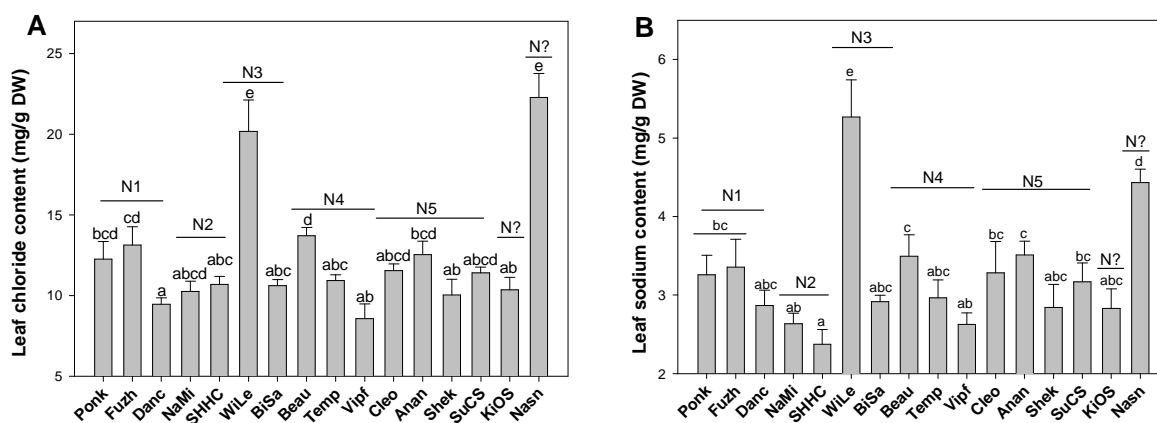 A
Leaf chloride content (mg/g DW)
25
20
15
10
5
N1
N2
N3
N4
N5
N?
N?
bcd
cd
a
abcd
abc
e
abc
d
abc
ab
abcd
bcd
ab
abcd
ab
e
Ponk
Fuzh
Danc
NaMi
SHHC
WiLe
BiSa
Beau
Temp
Vipf
Cleo
Anan
Shek
SuCS
KiOS
Nasn
B
Leaf sodium content (mg/g DW)
6
5
4
3
2
N1
N2
N3
N4
N5
N?
N?
bc
abc
ab
a
e
abc
c
abc
ab
bc
c
abc
bc
abc
d
Ponk
Fuzh
Danc
NaMi
SHHC
WiLe
BiSa
Beau
Temp
Vipf
Cleo
Anan
Shek
SuCS
KiOS
Nasn